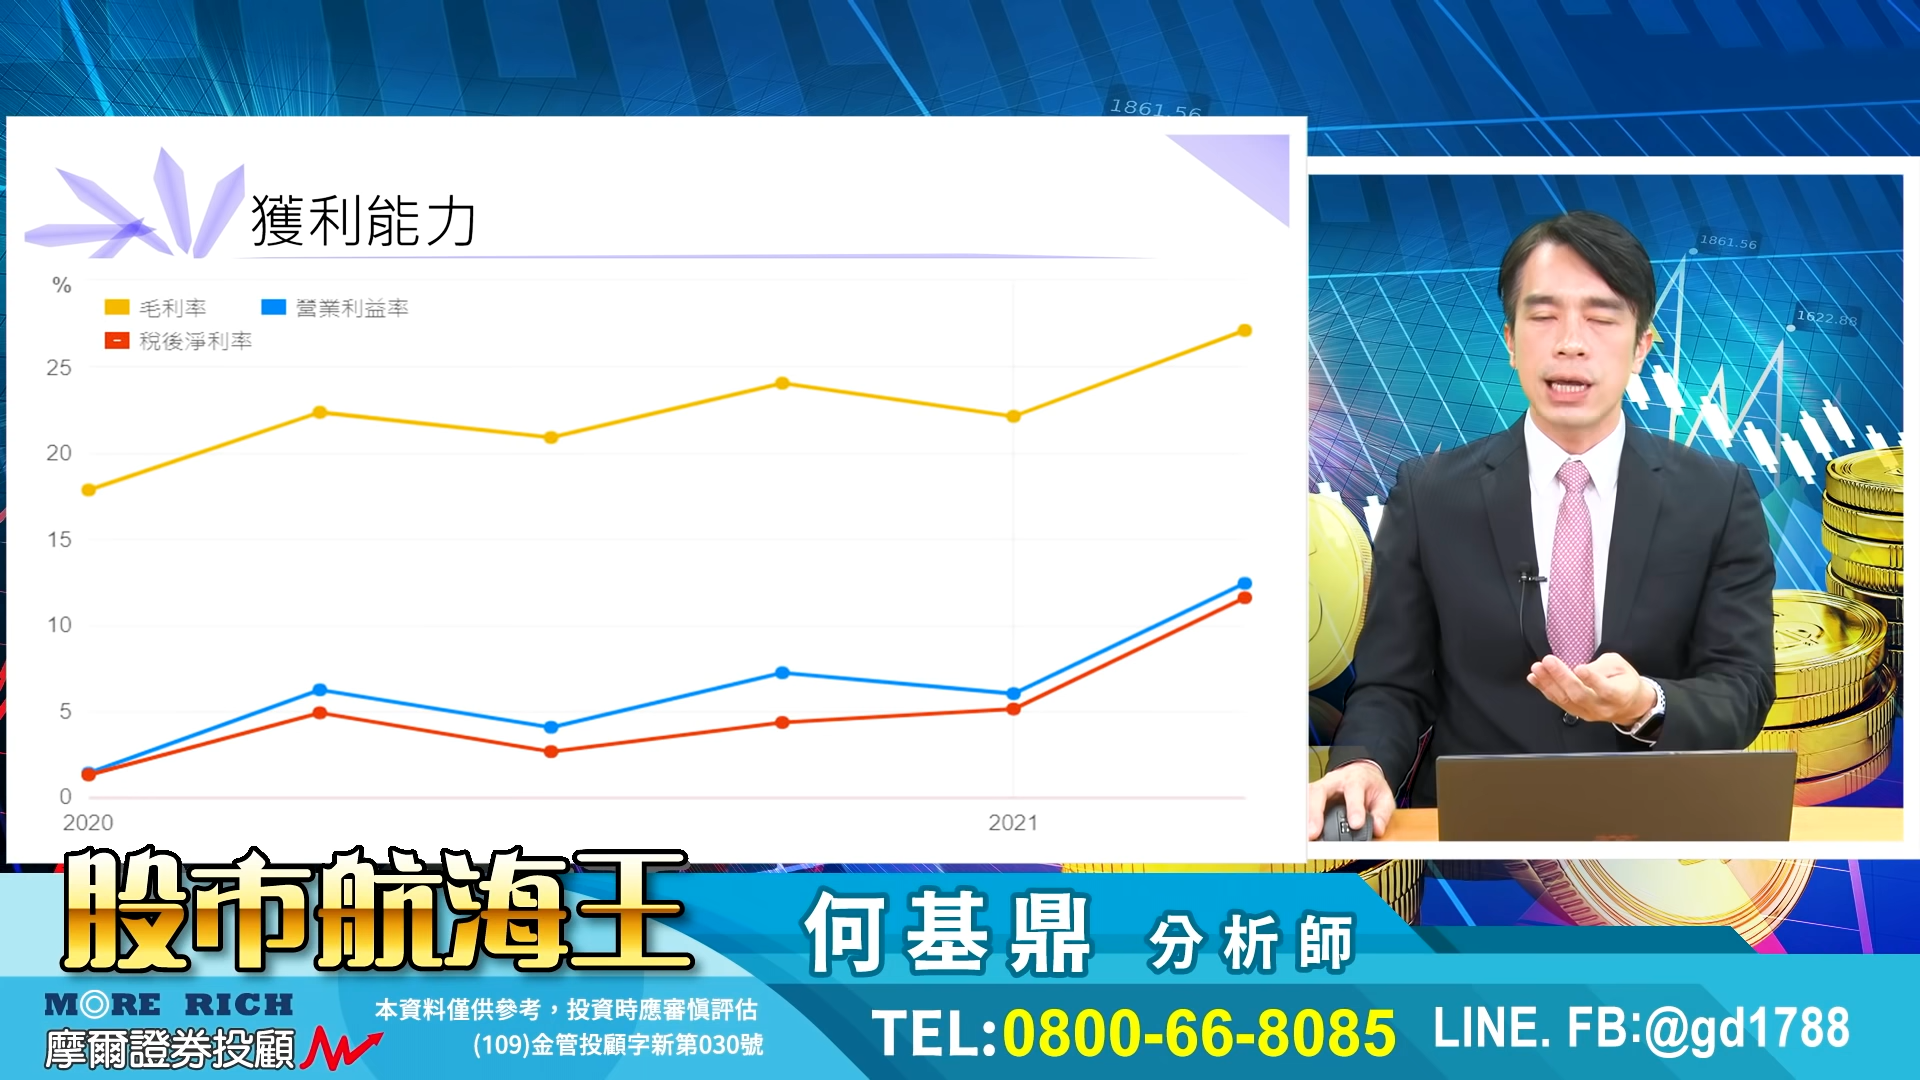 1861.56
獲利能力
%
毛利率
營業利益率
稅後淨利率
25
20
15
10
5
0
2020
2021
1861.56
1622.88
股市航海王
何基鼎 分析師
MORE RICH
摩爾證券投顧
本資料僅供參考，投資時應審慎評估
(109)金管投顧字新第030號
TEL:0800-66-8085
LINE. FB:@gd1788